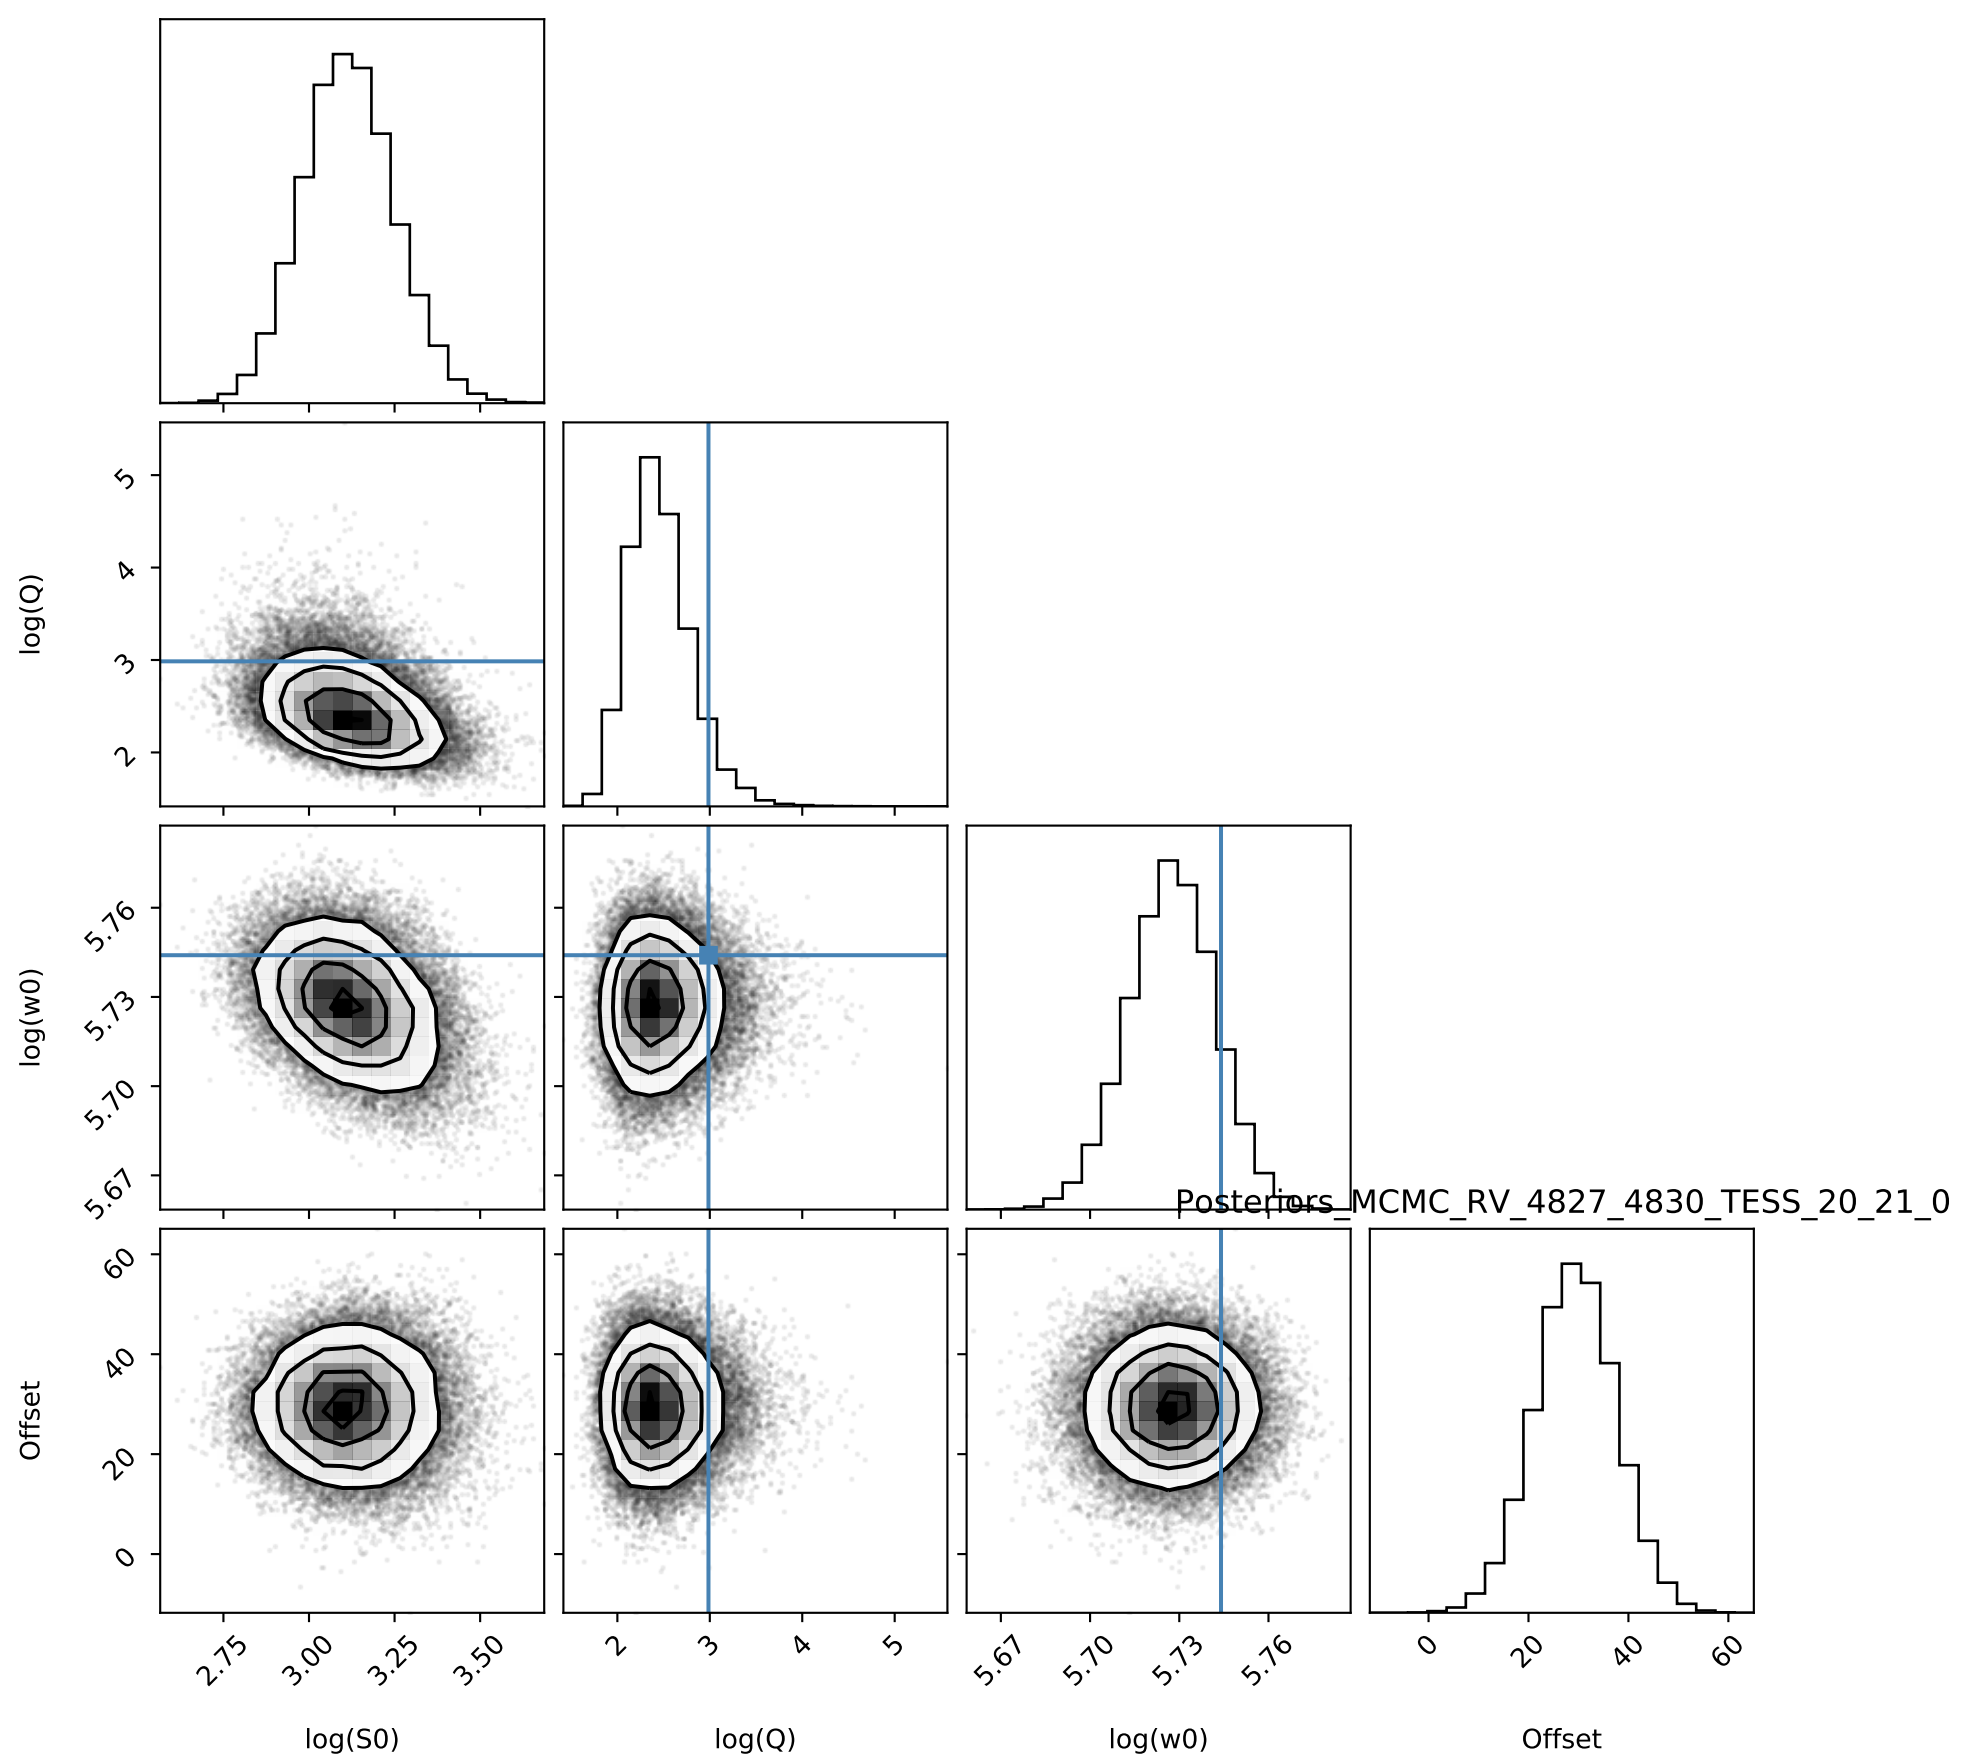 5
4
3
2
log(Q)
5.76
5.73
5.70
5.67
log(w0)
Posteriors_MCMC_RV_4827_4830_TESS_20_21_0
60
40
20
0
Offset
2.75 3.00 3.25 3.50
2 3 4 5
5.67 5.70 5.73 5.76
0 20 40 60
log(S0) log(Q) log(w0) Offset